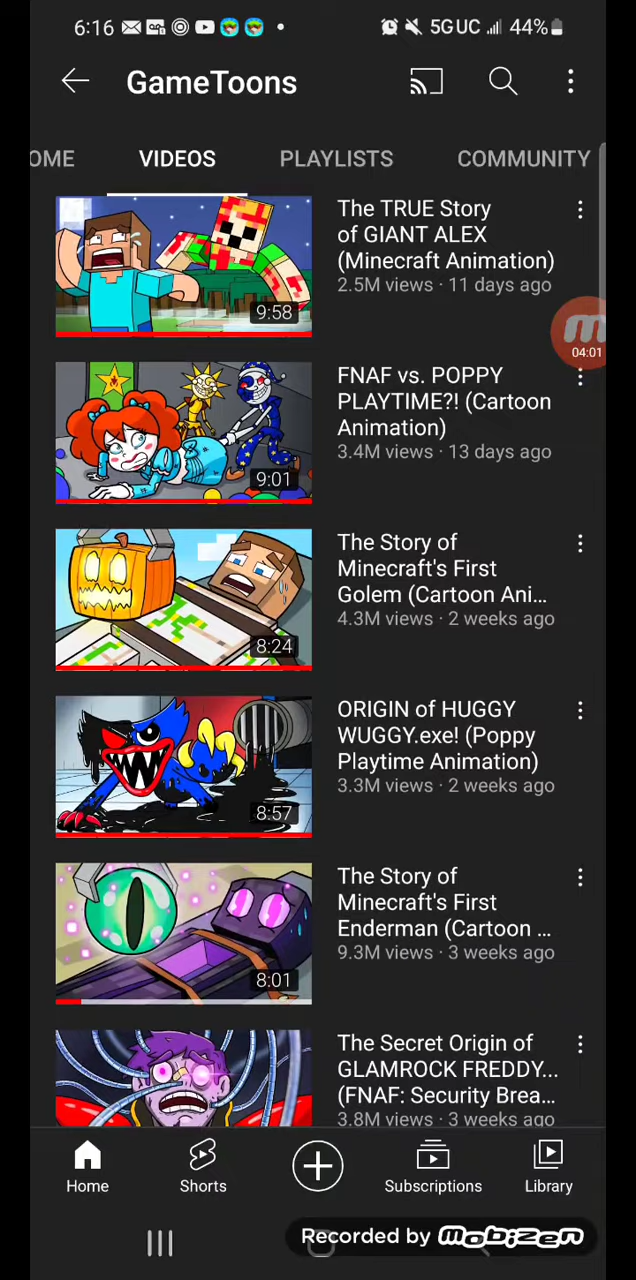 6:16 5GUC 44%
GameToons
OME VIDEOS PLAYLISTS COMMUNITY
The TRUE Story
of GIANT ALEX
(Minecraft Animation)
2.5M views · 11 days ago
9:58
04:01
FNAF vs. POPPY
PLAYTIME?! (Cartoon
Animation)
3.4M views · 13 days ago
9:01
The Story of
Minecraft's First
Golem (Cartoon Ani...
4.3M views · 2 weeks ago
8:24
ORIGIN of HUGGY
WUGGY.exe! (Poppy
Playtime Animation)
3.3M views · 2 weeks ago
8:57
The Story of
Minecraft's First
Enderman (Cartoon ...
9.3M views · 3 weeks ago
8:01
The Secret Origin of
GLAMROCK FREDDY...
(FNAF: Security Brea...
3.8M views · 3 weeks ago
Home Shorts Subscriptions Library
Recorded by Mobizen